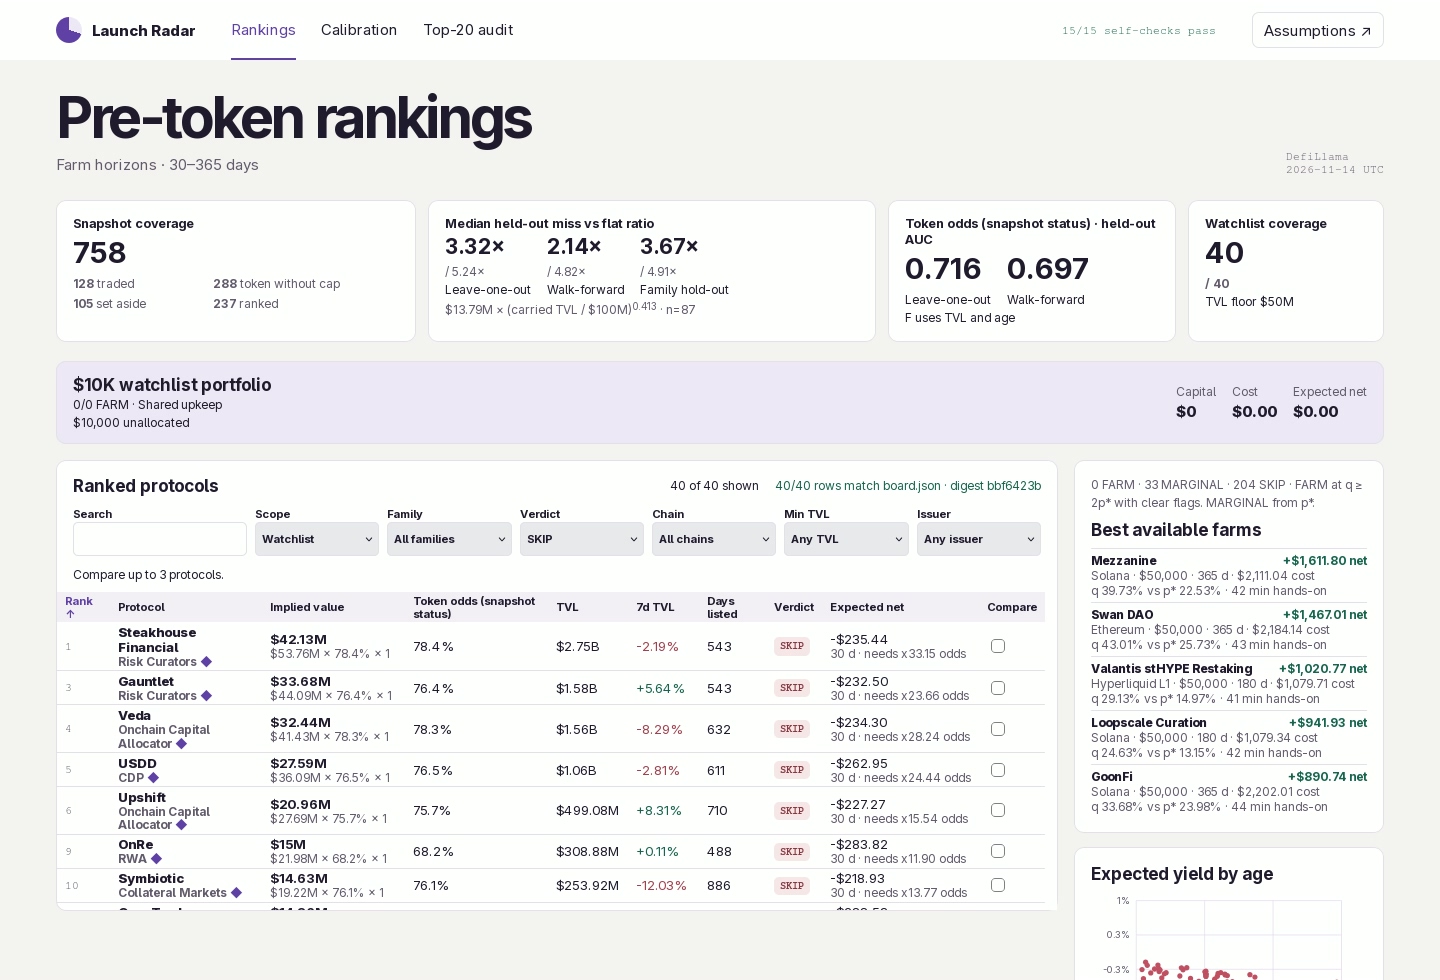 Launch Radar
Rankings
Calibration
Top-20 audit
15/15 self-checks pass
Assumptions ↗
Pre-token rankings
Farm horizons · 30–365 days
DefiLlama
2026-11-14 UTC
Snapshot coverage
758
128 traded
288 token without cap
105 set aside
237 ranked
Median held-out miss vs flat ratio
3.32× 2.14× 3.67×
/ 5.24× / 4.82× / 4.91×
Leave-one-out Walk-forward Family hold-out
$13.79M × (carried TVL / $100M)^0.413 · n=87
Token odds (snapshot status) · held-out
AUC
0.716 0.697
Leave-one-out Walk-forward
F uses TVL and age
Watchlist coverage
40
/ 40
TVL floor $50M
$10K watchlist portfolio
0/0 FARM · Shared upkeep
$10,000 unallocated
Capital Cost Expected net
$0 $0.00 $0.00
Ranked protocols
40 of 40 shown
40/40 rows match board.json · digest bbf6423b
Search Scope Family Verdict Chain Min TVL Issuer
Watchlist All families SKIP All chains Any TVL Any issuer
Compare up to 3 protocols.
Rank ↑ Protocol Implied value Token odds (snapshot status) TVL 7d TVL Days listed Verdict Expected net Compare
1 Steakhouse Financial $42.13M 78.4% $2.75B -2.19% 543 SKIP -$235.44
Risk Curators ◆ $53.76M × 78.4% × 1 30 d · needs x33.15 odds
3 Gauntlet $33.68M 76.4% $1.58B +5.64% 543 SKIP -$232.50
Risk Curators ◆ $44.09M × 76.4% × 1 30 d · needs x23.66 odds
4 Veda $32.44M 78.3% $1.56B -8.29% 632 SKIP -$234.30
Onchain Capital Allocator ◆ $41.43M × 78.3% × 1 30 d · needs x28.24 odds
5 USDD $27.59M 76.5% $1.06B -2.81% 611 SKIP -$262.95
CDP ◆ $36.09M × 76.5% × 1 30 d · needs x24.44 odds
6 Upshift $20.96M 75.7% $499.08M +8.31% 710 SKIP -$227.27
Onchain Capital Allocator ◆ $27.69M × 75.7% × 1 30 d · needs x15.54 odds
9 OnRe $15M 68.2% $308.88M +0.11% 488 SKIP -$283.82
RWA ◆ $21.98M × 68.2% × 1 30 d · needs x11.90 odds
10 Symbiotic $14.63M 76.1% $253.92M -12.03% 886 SKIP -$218.93
Collateral Markets ◆ $19.22M × 76.1% × 1 30 d · needs x13.77 odds
0 FARM · 33 MARGINAL · 204 SKIP · FARM at q ≥
2p* with clear flags. MARGINAL from p*.
Best available farms
Mezzanine +$1,611.80 net
Solana · $50,000 · 365 d · $2,111.04 cost
q 39.73% vs p* 22.53% · 42 min hands-on
Swan DAO +$1,467.01 net
Ethereum · $50,000 · 365 d · $2,184.14 cost
q 43.01% vs p* 25.73% · 43 min hands-on
Valantis stHYPE Restaking +$1,020.77 net
Hyperliquid L1 · $50,000 · 180 d · $1,079.71 cost
q 29.13% vs p* 14.97% · 41 min hands-on
Loopscale Curation +$941.93 net
Solana · $50,000 · 180 d · $1,079.34 cost
q 24.63% vs p* 13.15% · 42 min hands-on
GoonFi +$890.74 net
Solana · $50,000 · 365 d · $2,202.01 cost
q 33.68% vs p* 23.98% · 44 min hands-on
Expected yield by age
1%
0.3%
-0.3%